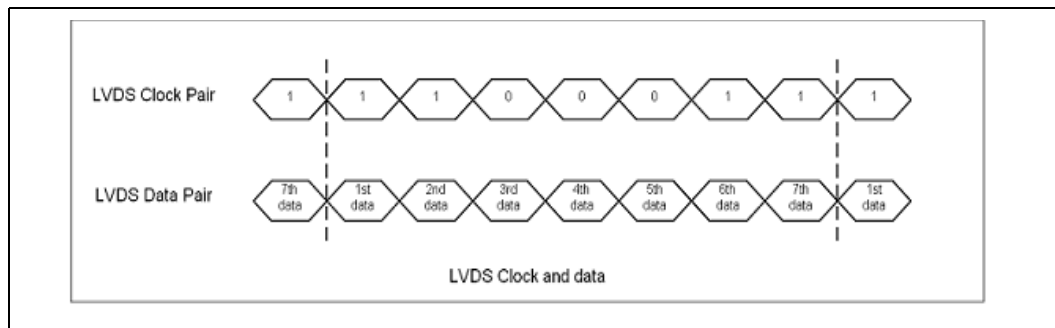 LVDS Clock Pair 1 1 1 0 0 0 1 1 1
LVDS Data Pair 7th data 1st data 2nd data 3rd data 4th data 5th data 6th data 7th data 1st data
LVDS Clock and data